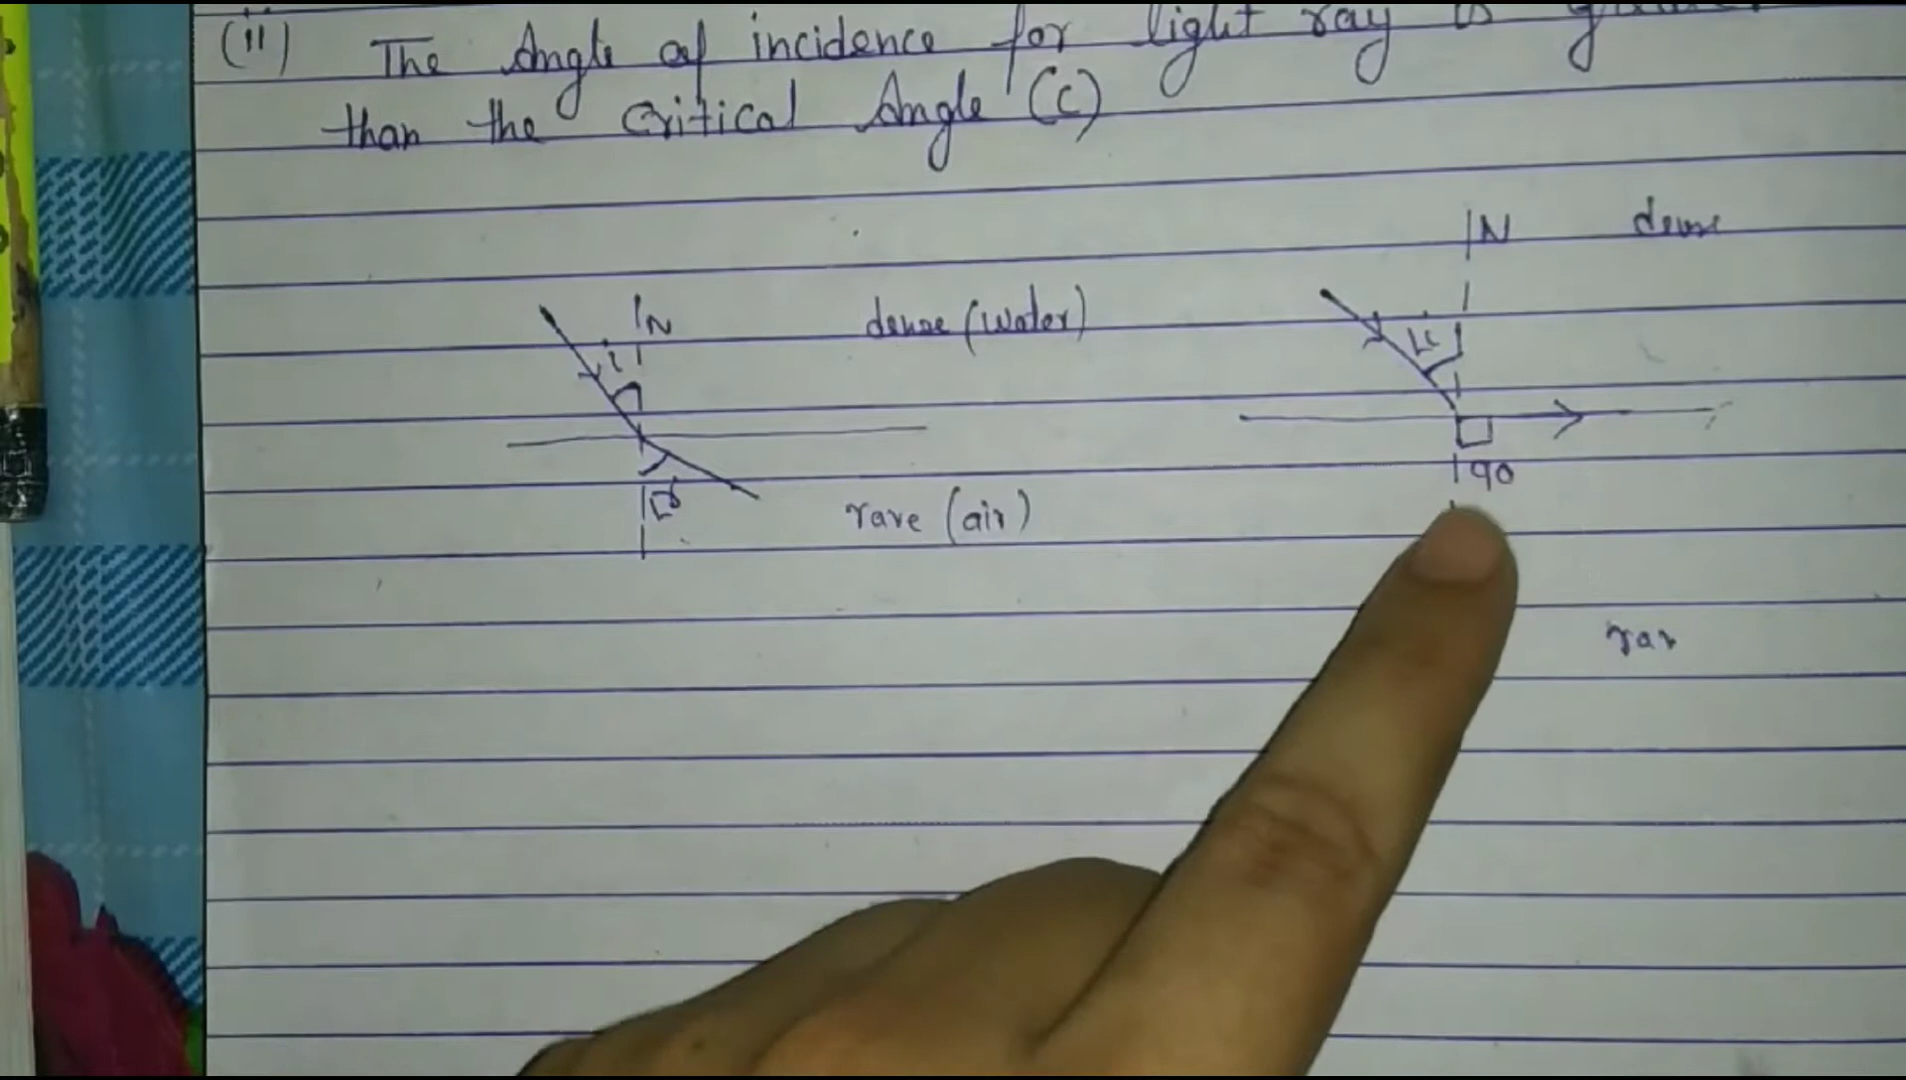 (ii) The Angle of incidence for light ray is
than the critical Angle (c)
N dense
N dense (water)
i
90
rare (air)
rar